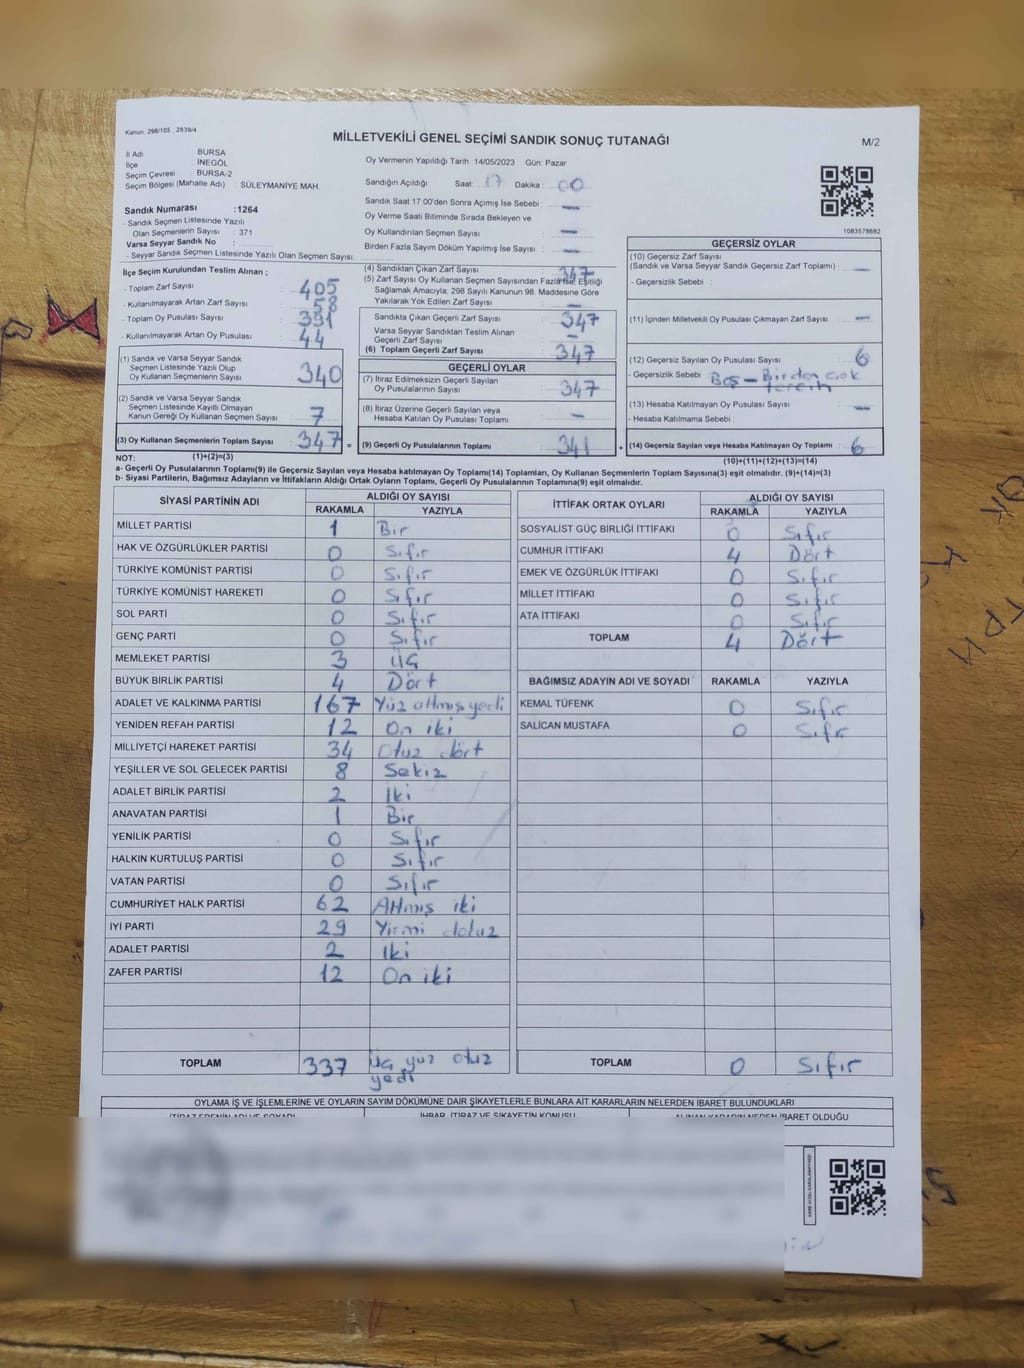 Kanun: 298/105 , 2839/4
MİLLETVEKİLİ GENEL SEÇİMİ SANDIK SONUÇ TUTANAĞI
M/2
İl Adı BURSA
İlçe İNEGÖL
Seçim Çevresi BURSA-2
Seçim Bölgesi (Mahalle Adı) SÜLEYMANİYE MAH.
Sandık Numarası :1264
- Sandık Seçmen Listesinde Yazılı
Olan Seçmenlerin Sayısı : 371
Varsa Seyyar Sandık No :
- Seyyar Sandık Seçmen Listesinde Yazılı Olan Seçmen Sayısı:
Oy Vermenin Yapıldığı Tarih :14/05/2023 Gün: Pazar
Sandığın Açıldığı Saat: 17 Dakika : 00
Sandık Saat 17:00'den Sonra Açımış İse Sebebi : —
Oy Verme Saati Bitiminde Sırada Bekleyen ve
Oy Kullandırılan Seçmen Sayısı : —
Birden Fazla Sayım Döküm Yapılmış İse Sayısı : —
1083578682
İlçe Seçim Kurulundan Teslim Alınan ;
- Toplam Zarf Sayısı : 405
- Kullanılmayarak Artan Zarf Sayısı : 58
- Toplam Oy Pusulası Sayısı :
- Kullanılmayarak Artan Oy Pusulası : 44
(1) Sandık ve Varsa Seyyar Sandık
Seçmen Listesinde Yazılı Olup
Oy Kullanan Seçmenlerin Sayısı : 340
(2) Sandık ve Varsa Seyyar Sandık
Seçmen Listesinde Kayıtlı Olmayan
Kanun Gereği Oy Kullanan Seçmen Sayısı : 7
(3) Oy Kullanan Seçmenlerin Toplam Sayısı : 347 =
(4) Sandıktan Çıkan Zarf Sayısı : 347
(5) Zarf Sayısı Oy Kullanan Seçmen Sayısından Fazla İse, Eşitliği
Sağlamak Amacıyla; 298 Sayılı Kanunun 98. Maddesine Göre
Yakılarak Yok Edilen Zarf Sayısı : —
Sandıkta Çıkan Geçerli Zarf Sayısı : 347
Varsa Seyyar Sandıktan Teslim Alınan
Geçerli Zarf Sayısı : —
(6) Toplam Geçerli Zarf Sayısı : 347
GEÇERLİ OYLAR
(7) İtiraz Edilmeksizin Geçerli Sayılan
Oy Pusulalarının Sayısı : 347
(8) İtiraz Üzerine Geçerli Sayılan veya
Hesaba Katılan Oy Pusulaları Toplamı : —
(9) Geçerli Oy Pusulalarının Toplamı : 341 +
GEÇERSİZ OYLAR
(10) Geçersiz Zarf Sayısı
(Sandık ve Varsa Seyyar Sandık Geçersiz Zarf Toplamı) : —
- Geçersizlik Sebebi :
(11) İçinden Milletvekili Oy Pusulası Çıkmayan Zarf Sayısı : —
(12) Geçersiz Sayılan Oy Pusulası Sayısı : 6
- Geçersizlik Sebebi : Boş – Birden çok
tercih
(13) Hesaba Katılmayan Oy Pusulası Sayısı : —
- Hesaba Katılmama Sebebi :
(14) Geçersiz Sayılan veya Hesaba Katılmayan Oy Toplamı : 6
NOT: (1)+(2)=(3) (10)+(11)+(12)+(13)=(14)
a- Geçerli Oy Pusulalarının Toplamı(9) ile Geçersiz Sayılan veya Hesaba katılmayan Oy Toplamı(14) Toplamları, Oy Kullanan Seçmenlerin Toplam Sayısına(3) eşit olmalıdır. (9)+(14)=(3)
b- Siyasi Partilerin, Bağımsız Adayların ve İttifakların Aldığı Ortak Oyların Toplamı, Geçerli Oy Pusulalarının Toplamına(9) eşit olmalıdır.
SİYASİ PARTİNİN ADI ALDIĞI OY SAYISI
RAKAMLA YAZIYLA
MİLLET PARTİSİ 1 Bir
HAK VE ÖZGÜRLÜKLER PARTİSİ 0 Sıfır
TÜRKİYE KOMÜNİST PARTİSİ 0 Sıfır
TÜRKİYE KOMÜNİST HAREKETİ 0 Sıfır
SOL PARTİ 0 Sıfır
GENÇ PARTİ 0 Sıfır
MEMLEKET PARTİSİ 3 Üç
BÜYÜK BİRLİK PARTİSİ 4 Dört
ADALET VE KALKINMA PARTİSİ 167 Yüz altmış yedi
YENİDEN REFAH PARTİSİ 12 On iki
MİLLİYETÇİ HAREKET PARTİSİ 34 Otuz dört
YEŞİLLER VE SOL GELECEK PARTİSİ 8 Sekiz
ADALET BİRLİK PARTİSİ 2 İki
ANAVATAN PARTİSİ 1 Bir
YENİLİK PARTİSİ 0 Sıfır
HALKIN KURTULUŞ PARTİSİ 0 Sıfır
VATAN PARTİSİ 0 Sıfır
CUMHURİYET HALK PARTİSİ 62 Altmış iki
İYİ PARTİ 29 Yirmi dokuz
ADALET PARTİSİ 2 İki
ZAFER PARTİSİ 12 On iki
TOPLAM 337 Üç yüz otuz
yedi
İTTİFAK ORTAK OYLARI ALDIĞI OY SAYISI
RAKAMLA YAZIYLA
SOSYALİST GÜÇ BİRLİĞİ İTTİFAKI 0 Sıfır
CUMHUR İTTİFAKI 4 Dört
EMEK VE ÖZGÜRLÜK İTTİFAKI 0 Sıfır
MİLLET İTTİFAKI 0 Sıfır
ATA İTTİFAKI 0 Sıfır
TOPLAM 4 Dört
BAĞIMSIZ ADAYIN ADI VE SOYADI RAKAMLA YAZIYLA
KEMAL TÜFENK 0 Sıfır
SALİCAN MUSTAFA 0 Sıfır
TOPLAM 0 Sıfır
OYLAMA İŞ VE İŞLEMLERİNE VE OYLARIN SAYIM DÖKÜMÜNE DAİR ŞİKAYETLERLE BUNLARA AİT KARARLARIN NELERDEN İBARET BULUNDUKLARI
İTİRAZ EDENİN ADI VE SOYADI İHBAR, İTİRAZ VE ŞİKAYETİN KONUSU ALINAN KARARIN NEDEN İBARET OLDUĞU